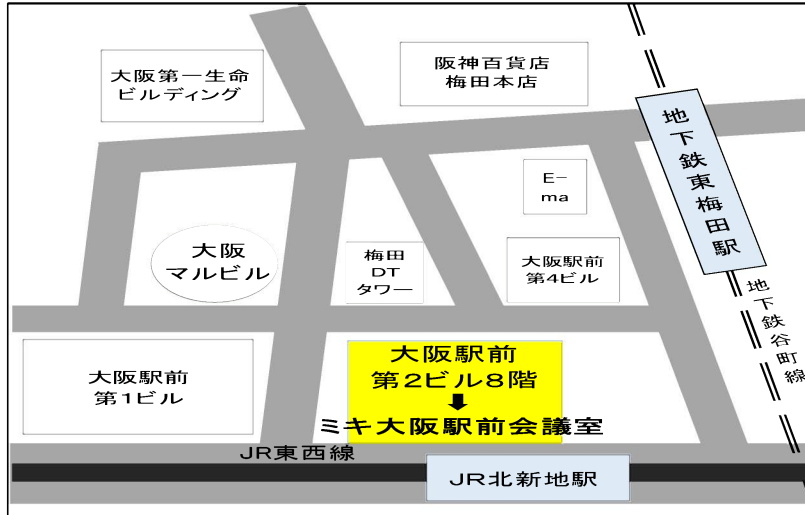 大阪第一生命
ビルディング
阪神百貨店
梅田本店
地下鉄東梅田駅
E-
ma
大阪
マルビル
梅田
DT
タワー
大阪駅前
第4ビル
地下鉄谷町線
大阪駅前
第1ビル
大阪駅前
第2ビル8階
ミキ大阪駅前会議室
JR東西線
JR北新地駅